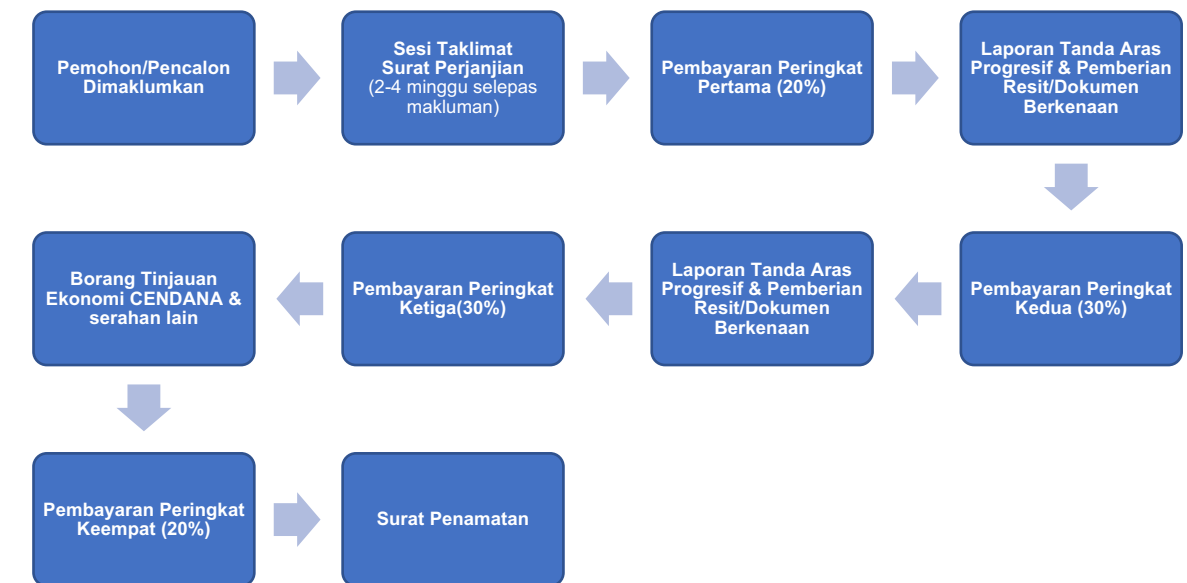 Pemohon/Pencalon
Dimaklumkan
Sesi Taklimat
Surat Perjanjian
(2-4 minggu selepas
makluman)
Pembayaran Peringkat
Pertama (20%)
Laporan Tanda Aras
Progresif & Pemberian
Resit/Dokumen
Berkenaan
Pembayaran Peringkat
Kedua (30%)
Laporan Tanda Aras
Progresif & Pemberian
Resit/Dokumen
Berkenaan
Pembayaran Peringkat
Ketiga(30%)
Borang Tinjauan
Ekonomi CENDANA &
serahan lain
Pembayaran Peringkat
Keempat (20%)
Surat Penamatan